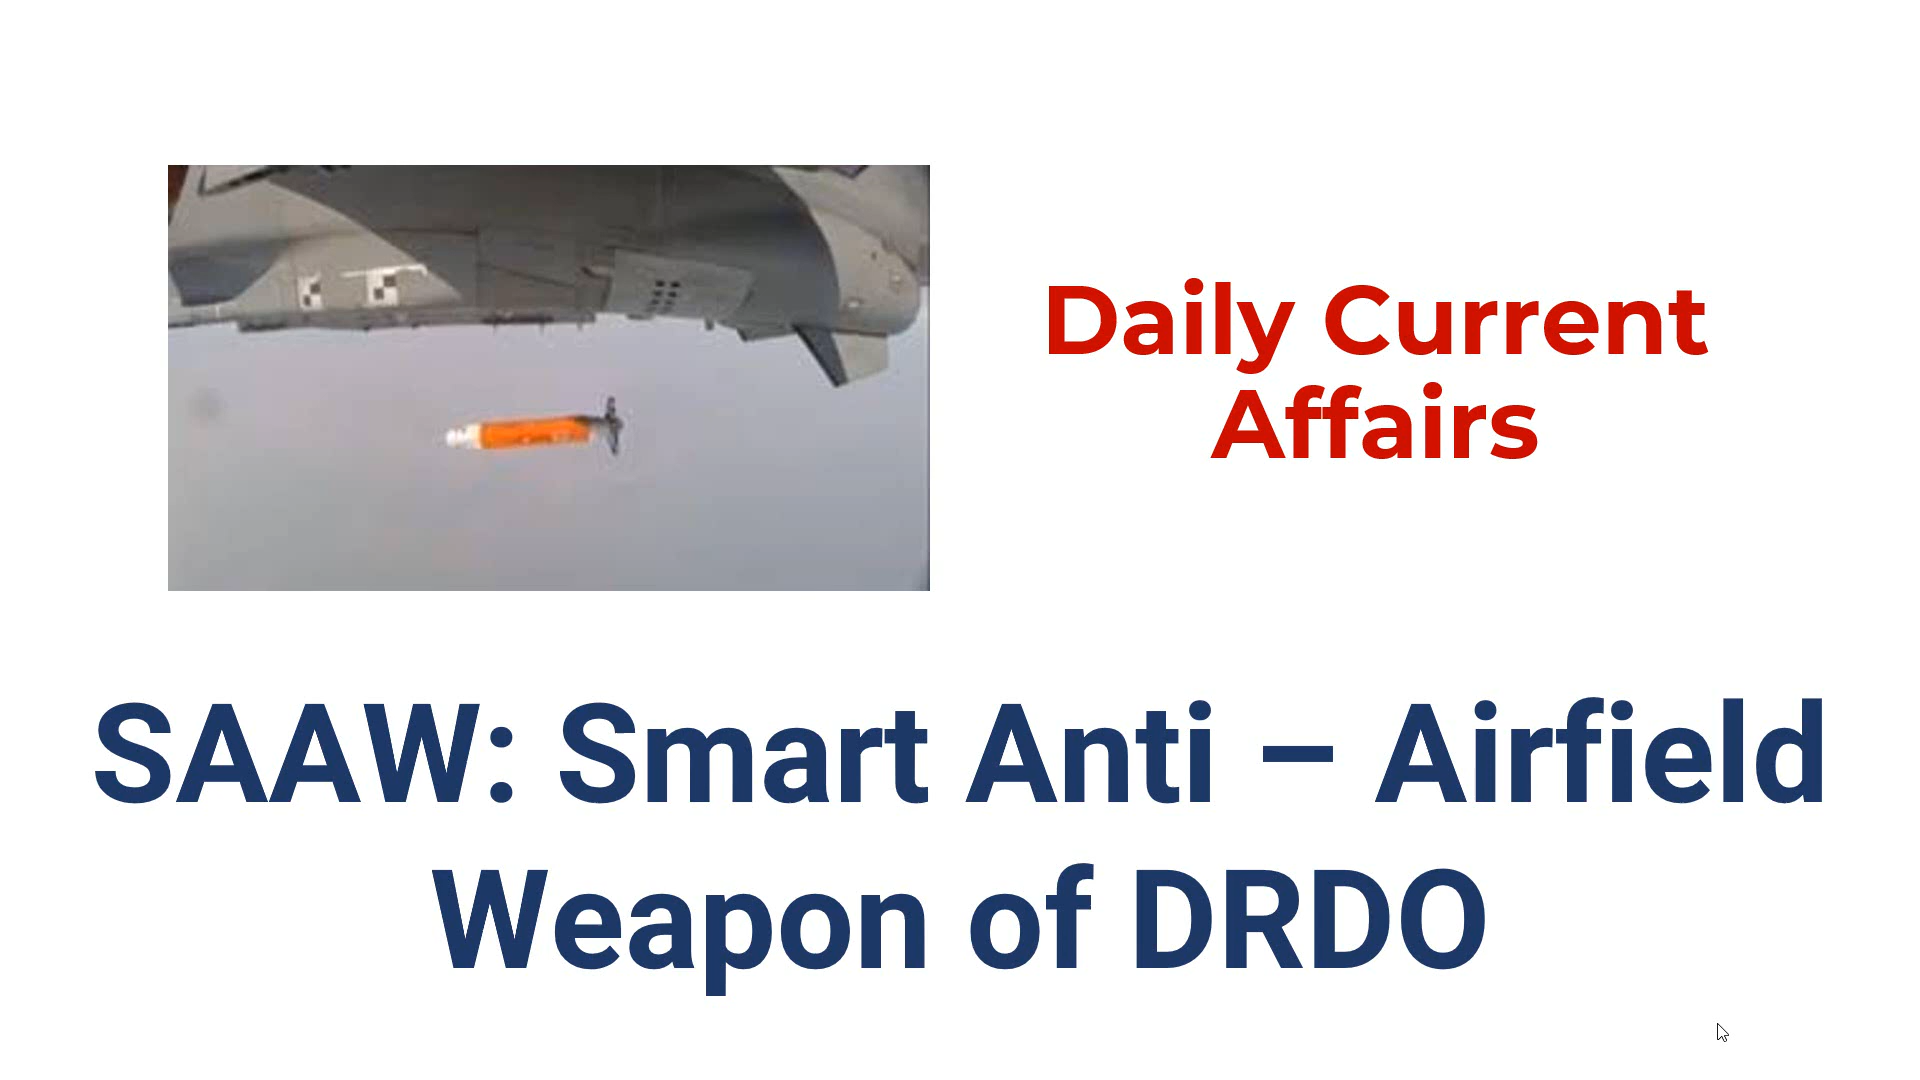 Daily Current
Affairs
SAAW: Smart Anti – Airfield
Weapon of DRDO